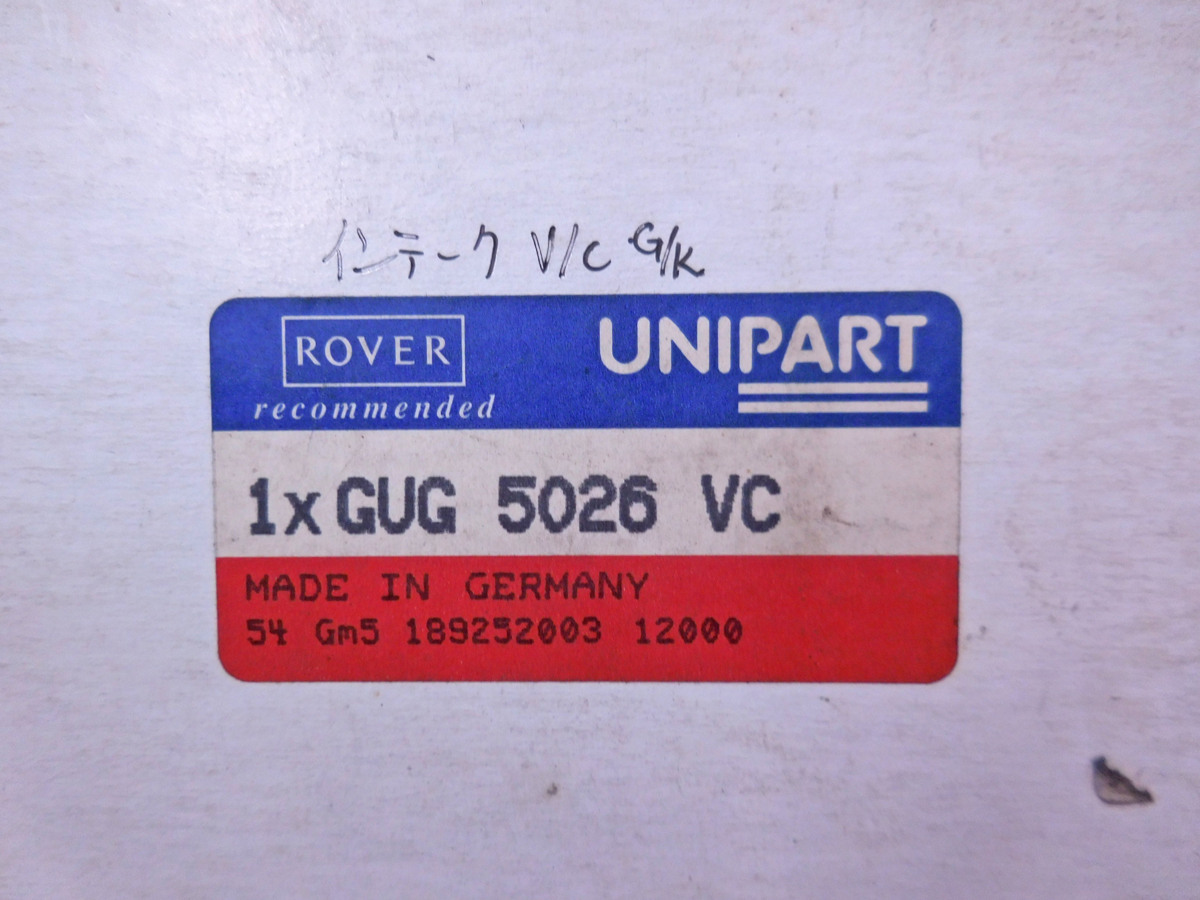 インテーク V/C G/K
ROVER UNIPART
recommended
1x GUG 5026 VC
MADE IN GERMANY
54 Gm5 189252003 12000